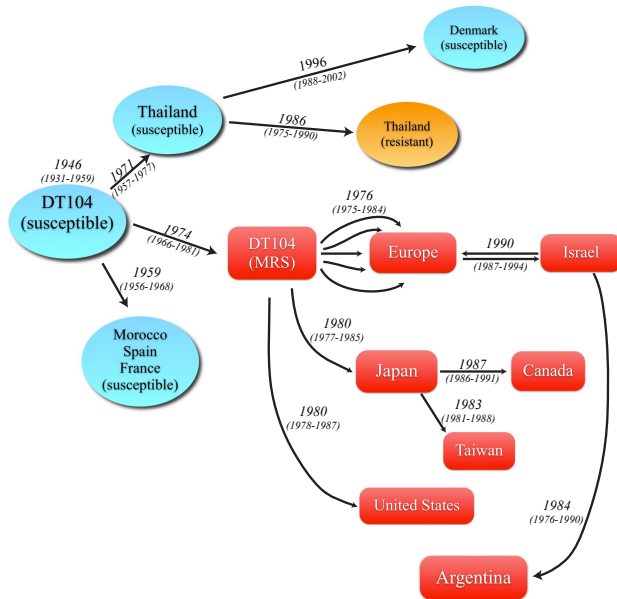 Denmark
(susceptible)
1996
(1988-2002)
Thailand
(susceptible)
1986
(1975-1990)
Thailand
(resistant)
1946
(1931-1959)
1971
(1957-1977)
DT104
(susceptible)
1974
(1966-1981)
1976
(1975-1984)
DT104
(MRS)
Europe
1990
(1987-1994)
Israel
1959
(1956-1968)
Morocco
Spain
France
(susceptible)
1980
(1977-1985)
Japan
1987
(1986-1991)
Canada
1983
(1981-1988)
Taiwan
1980
(1978-1987)
United States
1984
(1976-1990)
Argentina